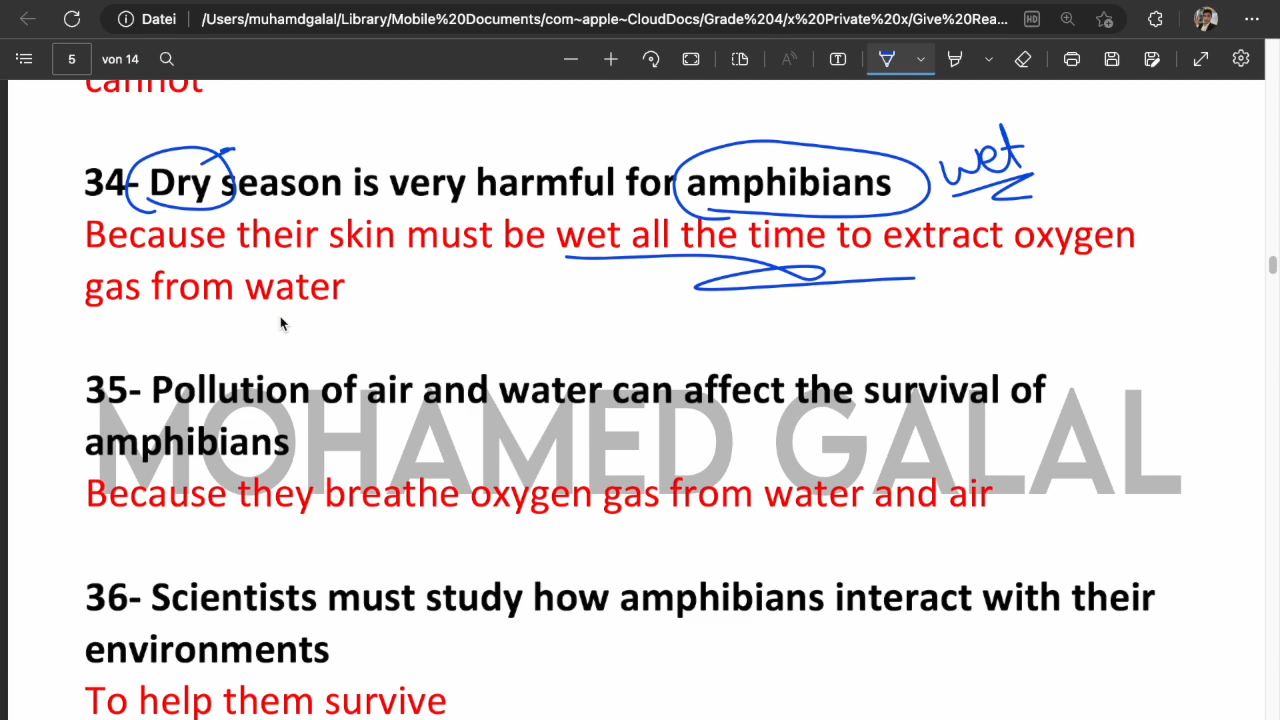 Datei
/Users/muhamdgalal/Library/Mobile%20Documents/com~apple~CloudDocs/Grade%204/x%20Private%20x/Give%20Rea...
HD
5
von 14
cannot
34- Dry season is very harmful for amphibians
wet
Because their skin must be wet all the time to extract oxygen
gas from water
35- Pollution of air and water can affect the survival of
amphibians
MOHAMED GALAL
Because they breathe oxygen gas from water and air
36- Scientists must study how amphibians interact with their
environments
To help them survive